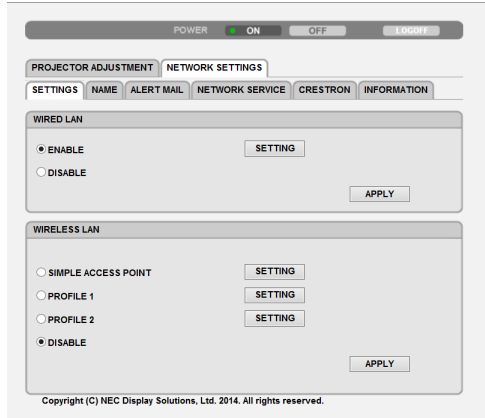 POWER ON OFF LOGOFF
PROJECTOR ADJUSTMENT NETWORK SETTINGS
SETTINGS NAME ALERT MAIL NETWORK SERVICE CRESTRON INFORMATION
WIRED LAN
ENABLE SETTING
DISABLE
APPLY
WIRELESS LAN
SIMPLE ACCESS POINT SETTING
PROFILE 1 SETTING
PROFILE 2 SETTING
DISABLE
APPLY
Copyright (C) NEC Display Solutions, Ltd. 2014. All rights reserved.